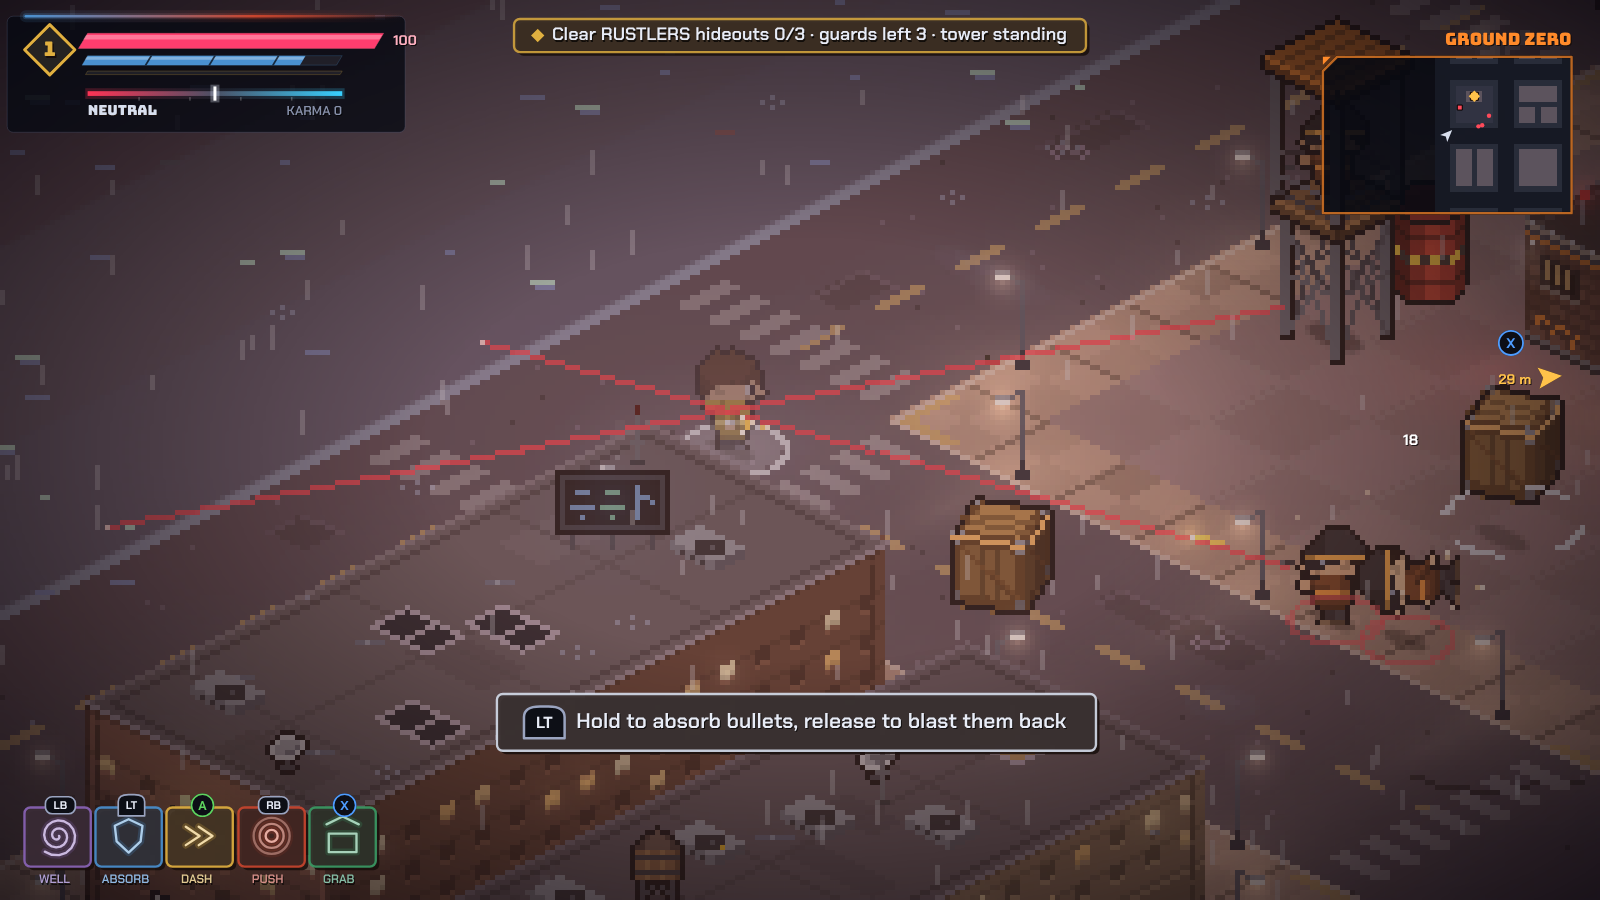 1
100
NEUTRAL
KARMA 0
◆ Clear RUSTLERS hideouts 0/3 · guards left 3 · tower standing
GROUND ZERO
X
29 m
18
LT Hold to absorb bullets, release to blast them back
LB LT A RB X
WELL ABSORB DASH PUSH GRAB